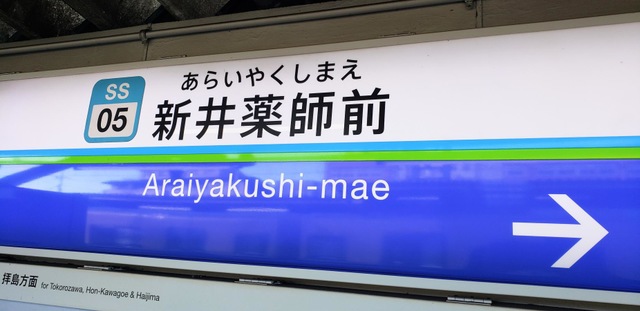 SS
05
あらいやくしまえ
新井薬師前
Araiyakushi-mae
拝島方面 for Tokorozawa, Hon-Kawagoe & Haijima